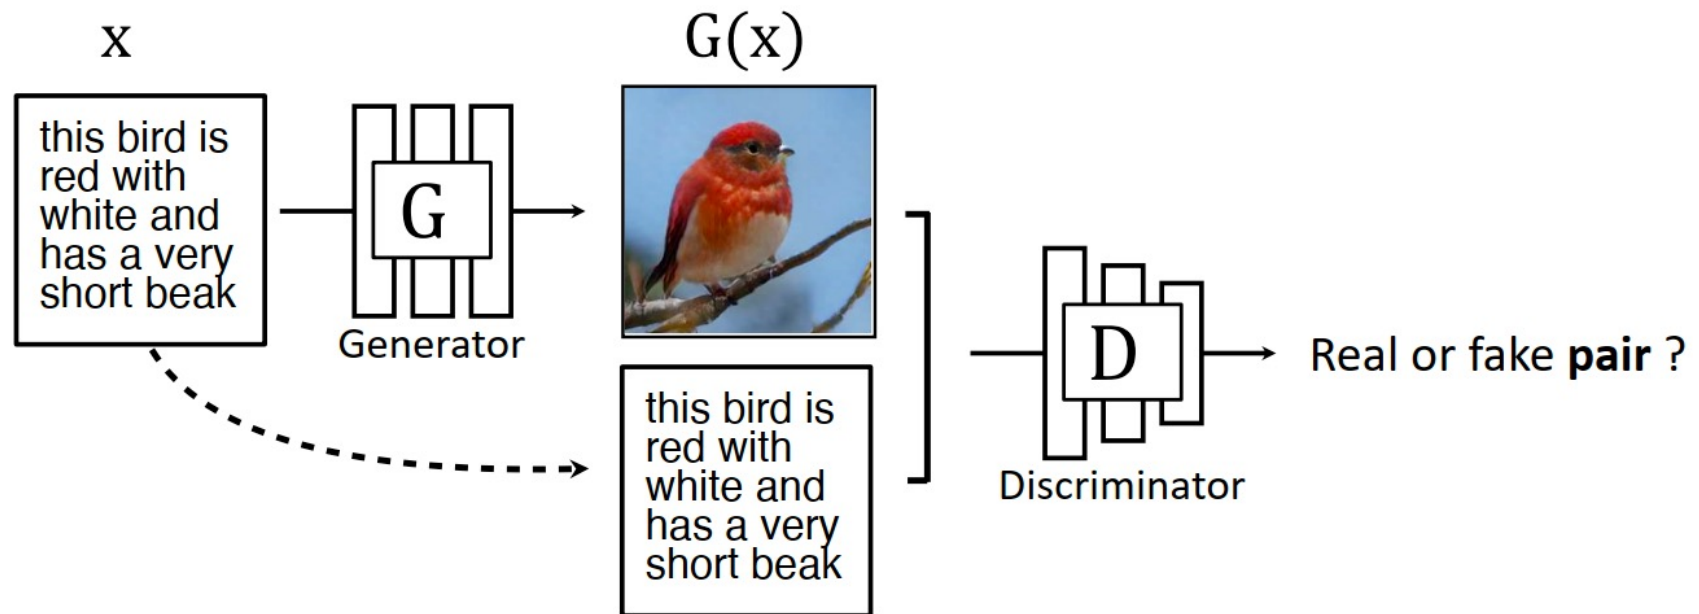 x
this bird is
red with
white and
has a very
short beak
G
Generator
G(x)
this bird is
red with
white and
has a very
short beak
D
Discriminator
Real or fake pair ?